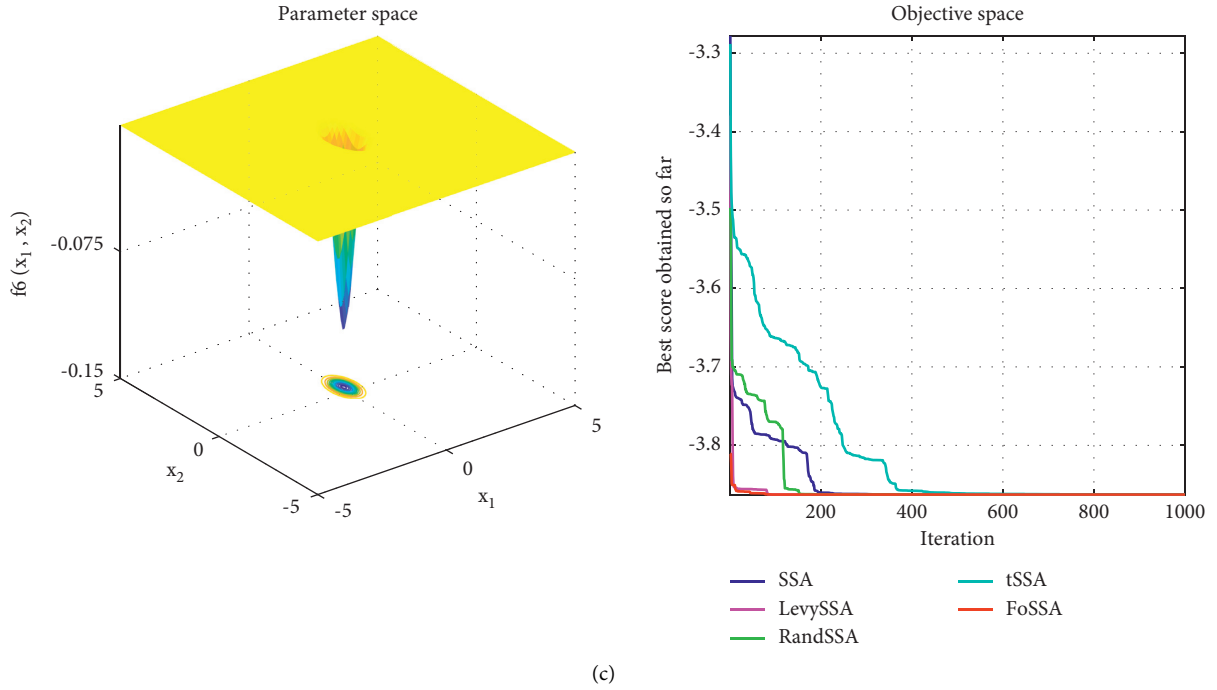 Parameter space
f6 (x1 , x2)
-0.075
-0.15
5
0
-5
x2
-5
0
5
x1
Objective space
Best score obtained so far
-3.3
-3.4
-3.5
-3.6
-3.7
-3.8
200
400
600
800
1000
Iteration
SSA
LevySSA
RandSSA
tSSA
FoSSA
(c)